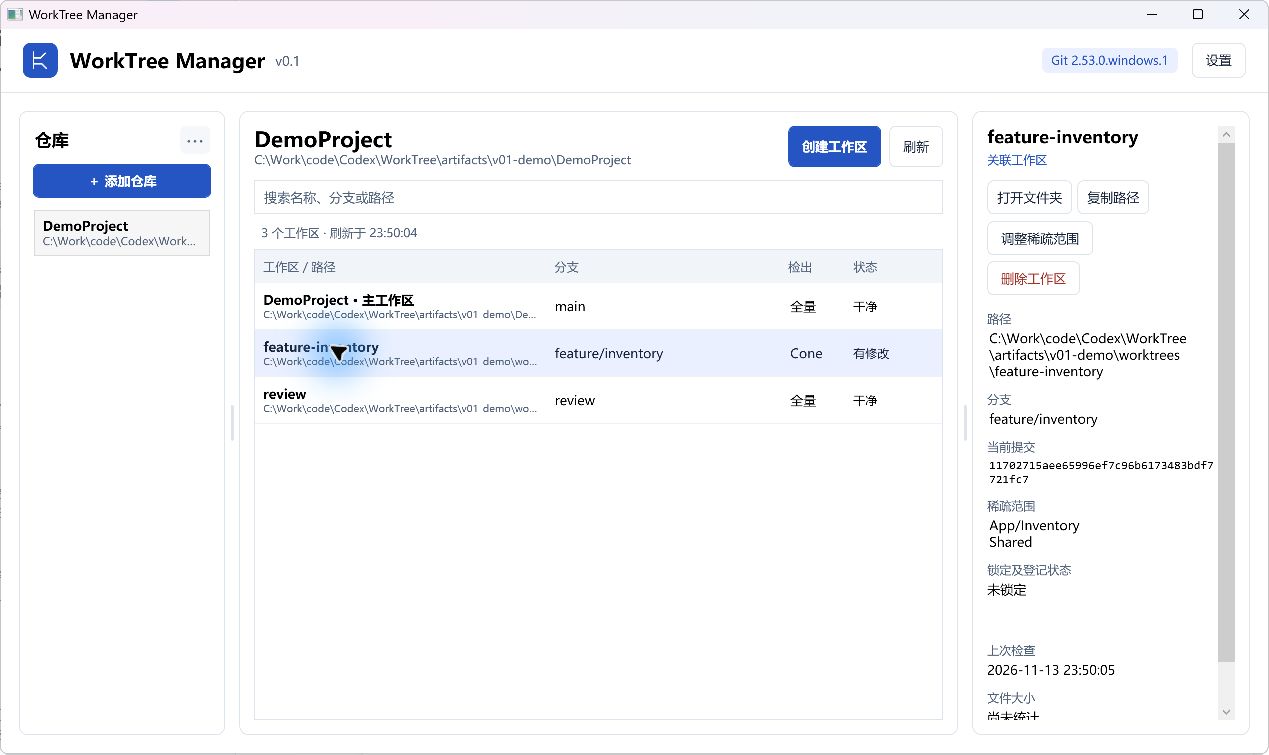 WorkTree Manager
WorkTree Manager v0.1
Git 2.53.0.windows.1
设置
仓库
...
+ 添加仓库
DemoProject
C:\Work\code\Codex\Work...
DemoProject
C:\Work\code\Codex\WorkTree\artifacts\v01-demo\DemoProject
创建工作区
刷新
搜索名称、分支或路径
3 个工作区 · 刷新于 23:50:04
工作区 / 路径 分支 检出 状态
DemoProject · 主工作区 main 全量 干净
C:\Work\code\Codex\WorkTree\artifacts\v01-demo\De...
feature-inventory feature/inventory Cone 有修改
C:\Work\code\Codex\WorkTree\artifacts\v01-demo\wo...
review review 全量 干净
C:\Work\code\Codex\WorkTree\artifacts\v01-demo\wo...
feature-inventory
关联工作区
打开文件夹 复制路径
调整稀疏范围
删除工作区
路径
C:\Work\code\Codex\WorkTree
\artifacts\v01-demo\worktrees
\feature-inventory
分支
feature/inventory
当前提交
11702715aee65996ef7c96b6173483bdf7
721fc7
稀疏范围
App/Inventory
Shared
锁定及登记状态
未锁定
上次检查
2026-11-13 23:50:05
文件大小
尚未统计